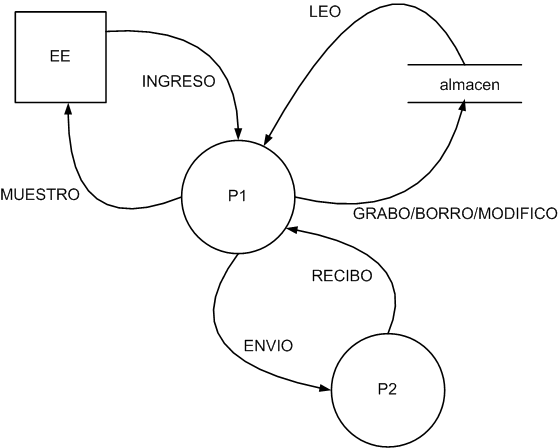 LEO
EE
INGRESO
almacen
MUESTRO
P1
GRABO/BORRO/MODIFICO
RECIBO
ENVIO
P2